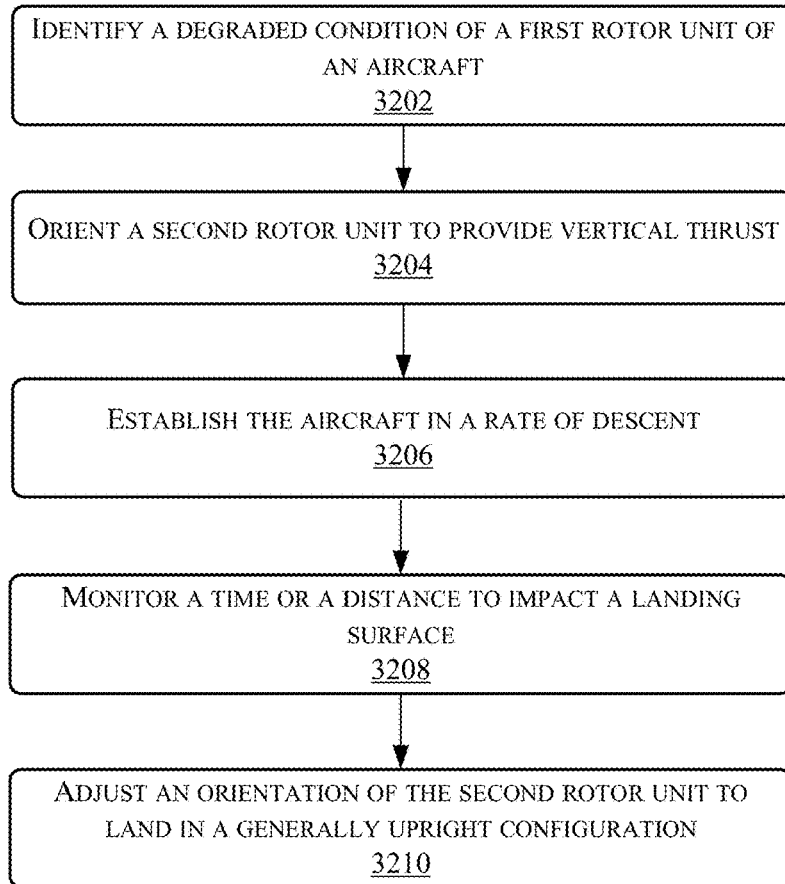 IDENTIFY A DEGRADED CONDITION OF A FIRST ROTOR UNIT OF
AN AIRCRAFT
3202
ORIENT A SECOND ROTOR UNIT TO PROVIDE VERTICAL THRUST
3204
ESTABLISH THE AIRCRAFT IN A RATE OF DESCENT
3206
MONITOR A TIME OR A DISTANCE TO IMPACT A LANDING
SURFACE
3208
ADJUST AN ORIENTATION OF THE SECOND ROTOR UNIT TO
LAND IN A GENERALLY UPRIGHT CONFIGURATION
3210